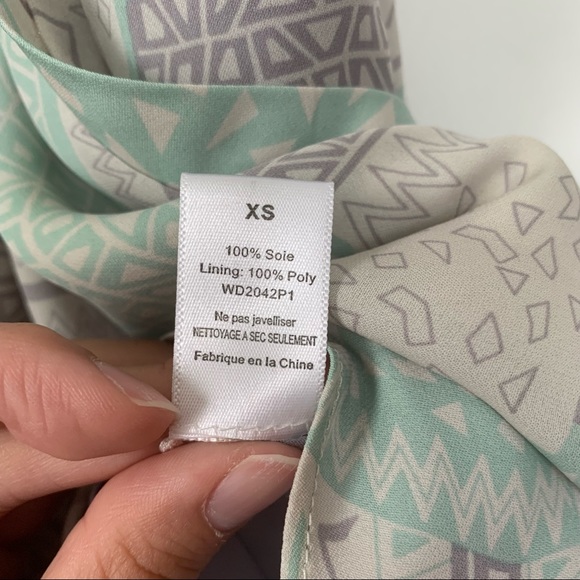 XS
100% Soie
Lining: 100% Poly
WD2042P1
Ne pas javelliser
NETTOYAGE A SEC SEULEMENT
Fabrique en la Chine